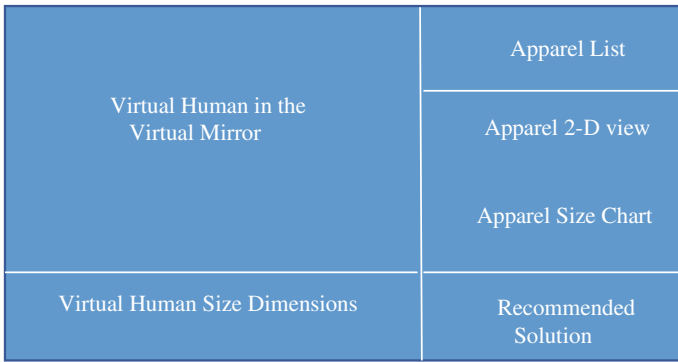 Virtual Human in the
Virtual Mirror
Apparel List
Apparel 2-D view
Apparel Size Chart
Virtual Human Size Dimensions
Recommended
Solution